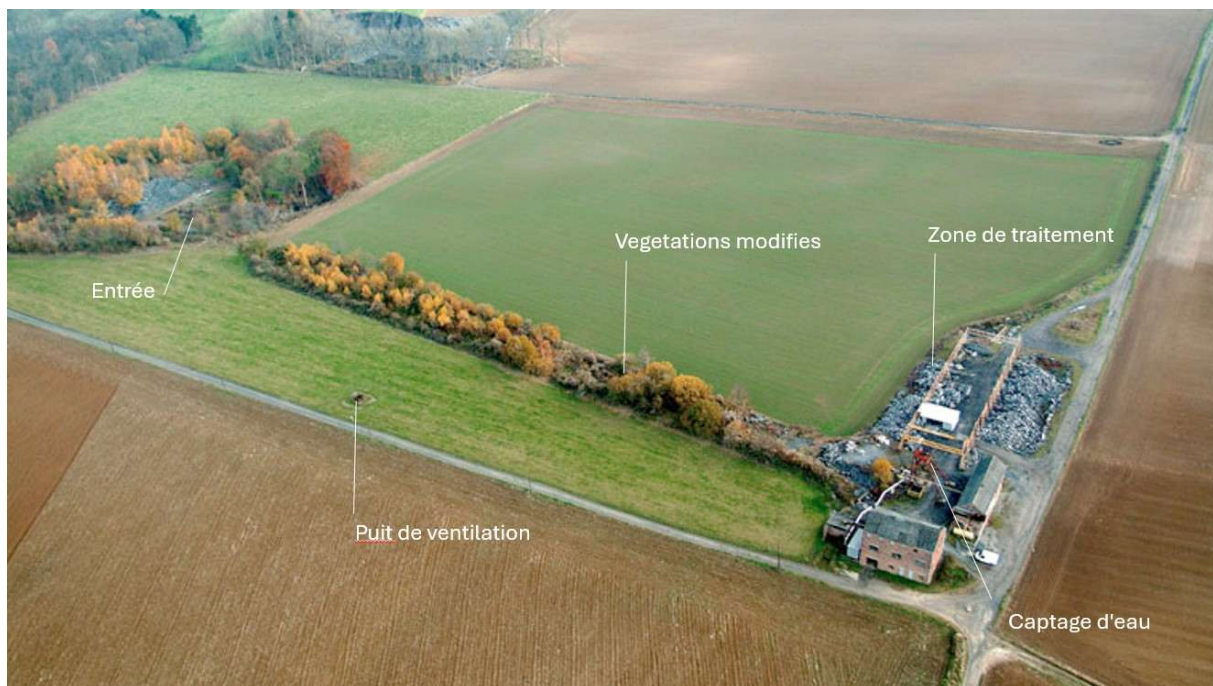 Vegetations modifies
Zone de traitement
Entrée
Puit de ventilation
Captage d'eau